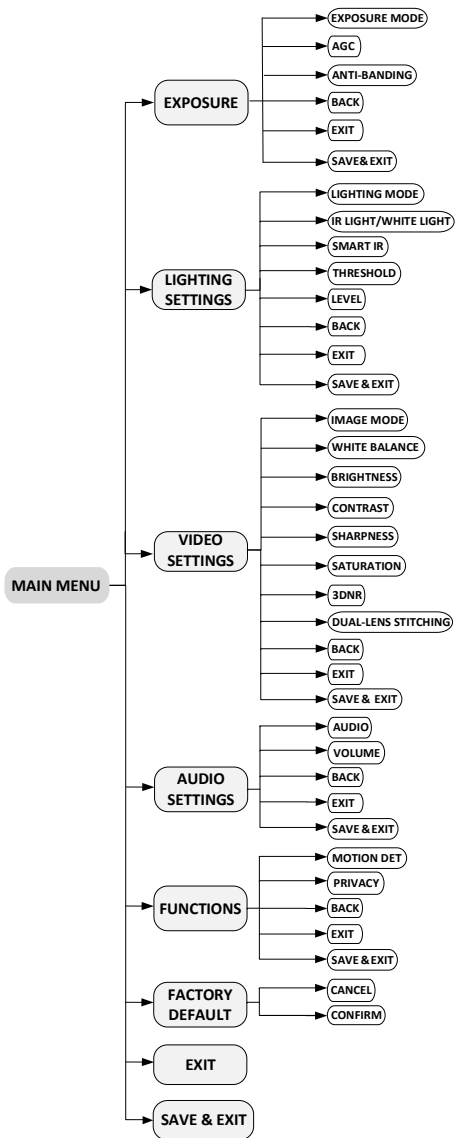 MAIN MENU
EXPOSURE
EXPOSURE MODE
AGC
ANTI-BANDING
BACK
EXIT
SAVE& EXIT
LIGHTING
SETTINGS
LIGHTING MODE
IR LIGHT/WHITE LIGHT
SMART IR
THRESHOLD
LEVEL
BACK
EXIT
SAVE & EXIT
VIDEO
SETTINGS
IMAGE MODE
WHITE BALANCE
BRIGHTNESS
CONTRAST
SHARPNESS
SATURATION
3DNR
DUAL-LENS STITCHING
BACK
EXIT
SAVE & EXIT
AUDIO
SETTINGS
AUDIO
VOLUME
BACK
EXIT
SAVE & EXIT
FUNCTIONS
MOTION DET
PRIVACY
BACK
EXIT
SAVE & EXIT
FACTORY
DEFAULT
CANCEL
CONFIRM
EXIT
SAVE & EXIT